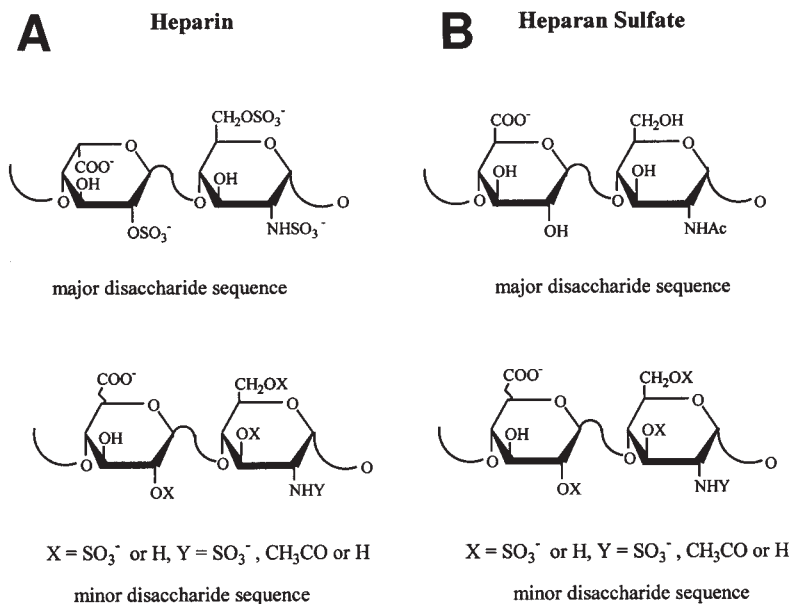 A
Heparin
CH₂OSO₃⁻
O
O
COO⁻
OH
OH
O
O
O
OSO₃⁻
NHSO₃⁻
major disaccharide sequence
COO⁻
CH₂OX
O
O
OH
OX
O
O
O
OX
NHY
X = SO₃⁻ or H, Y = SO₃⁻, CH₃CO or H
minor disaccharide sequence
B
Heparan Sulfate
COO⁻
CH₂OH
O
O
OH
OH
O
O
O
OH
NHAc
major disaccharide sequence
COO⁻
CH₂OX
O
O
OH
OX
O
O
O
OX
NHY
X = SO₃⁻ or H, Y = SO₃⁻, CH₃CO or H
minor disaccharide sequence